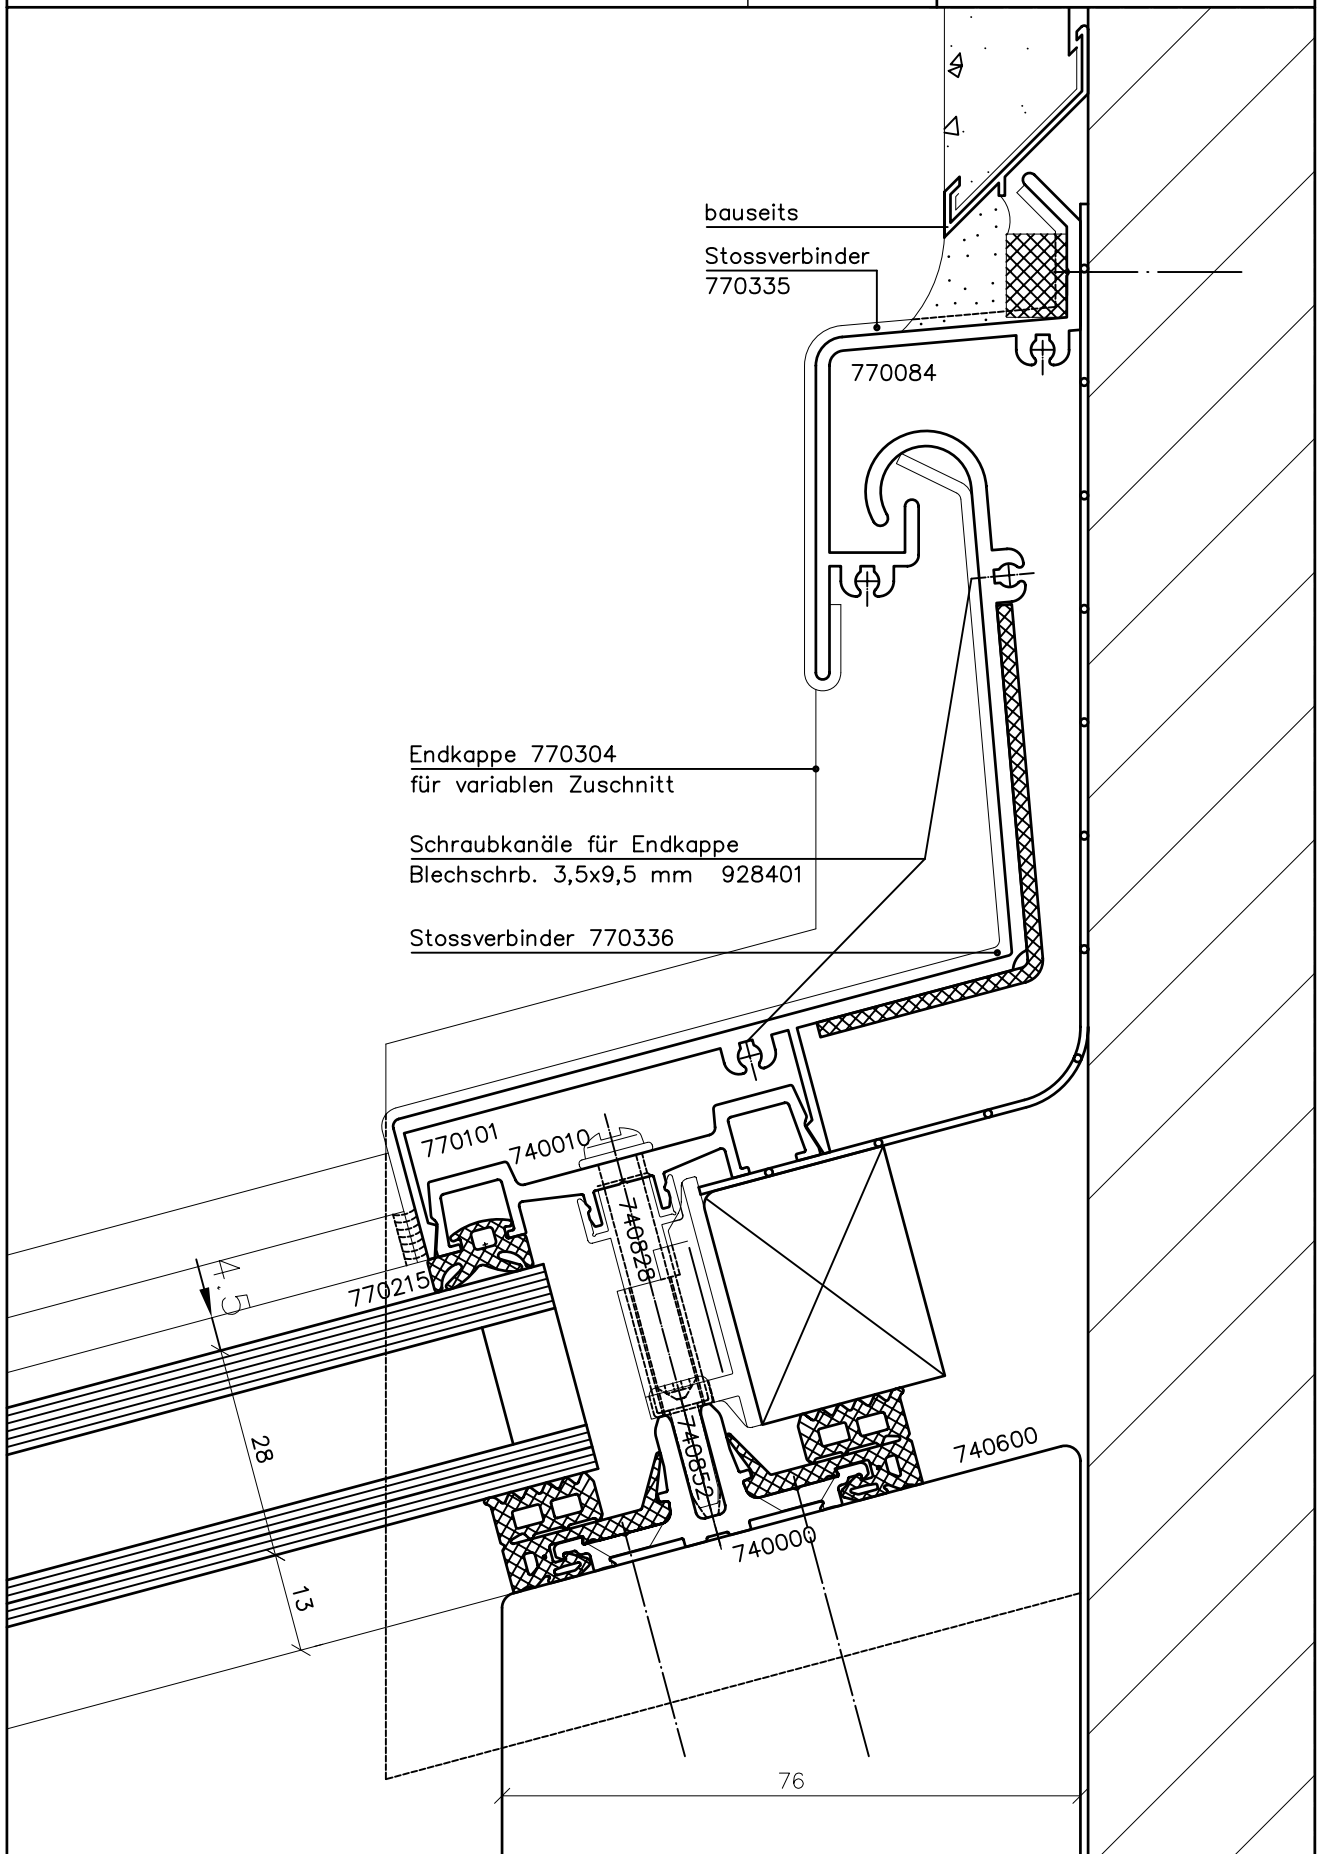 bauseits
Stossverbinder
770335
770084
Endkappe 770304
für variablen Zuschnitt
Schraubkanäle für Endkappe
Blechschrb. 3,5x9,5 mm 928401
Stossverbinder 770336
770101
740010
740828
770215
4.5
28
740852
740600
740000
13
76